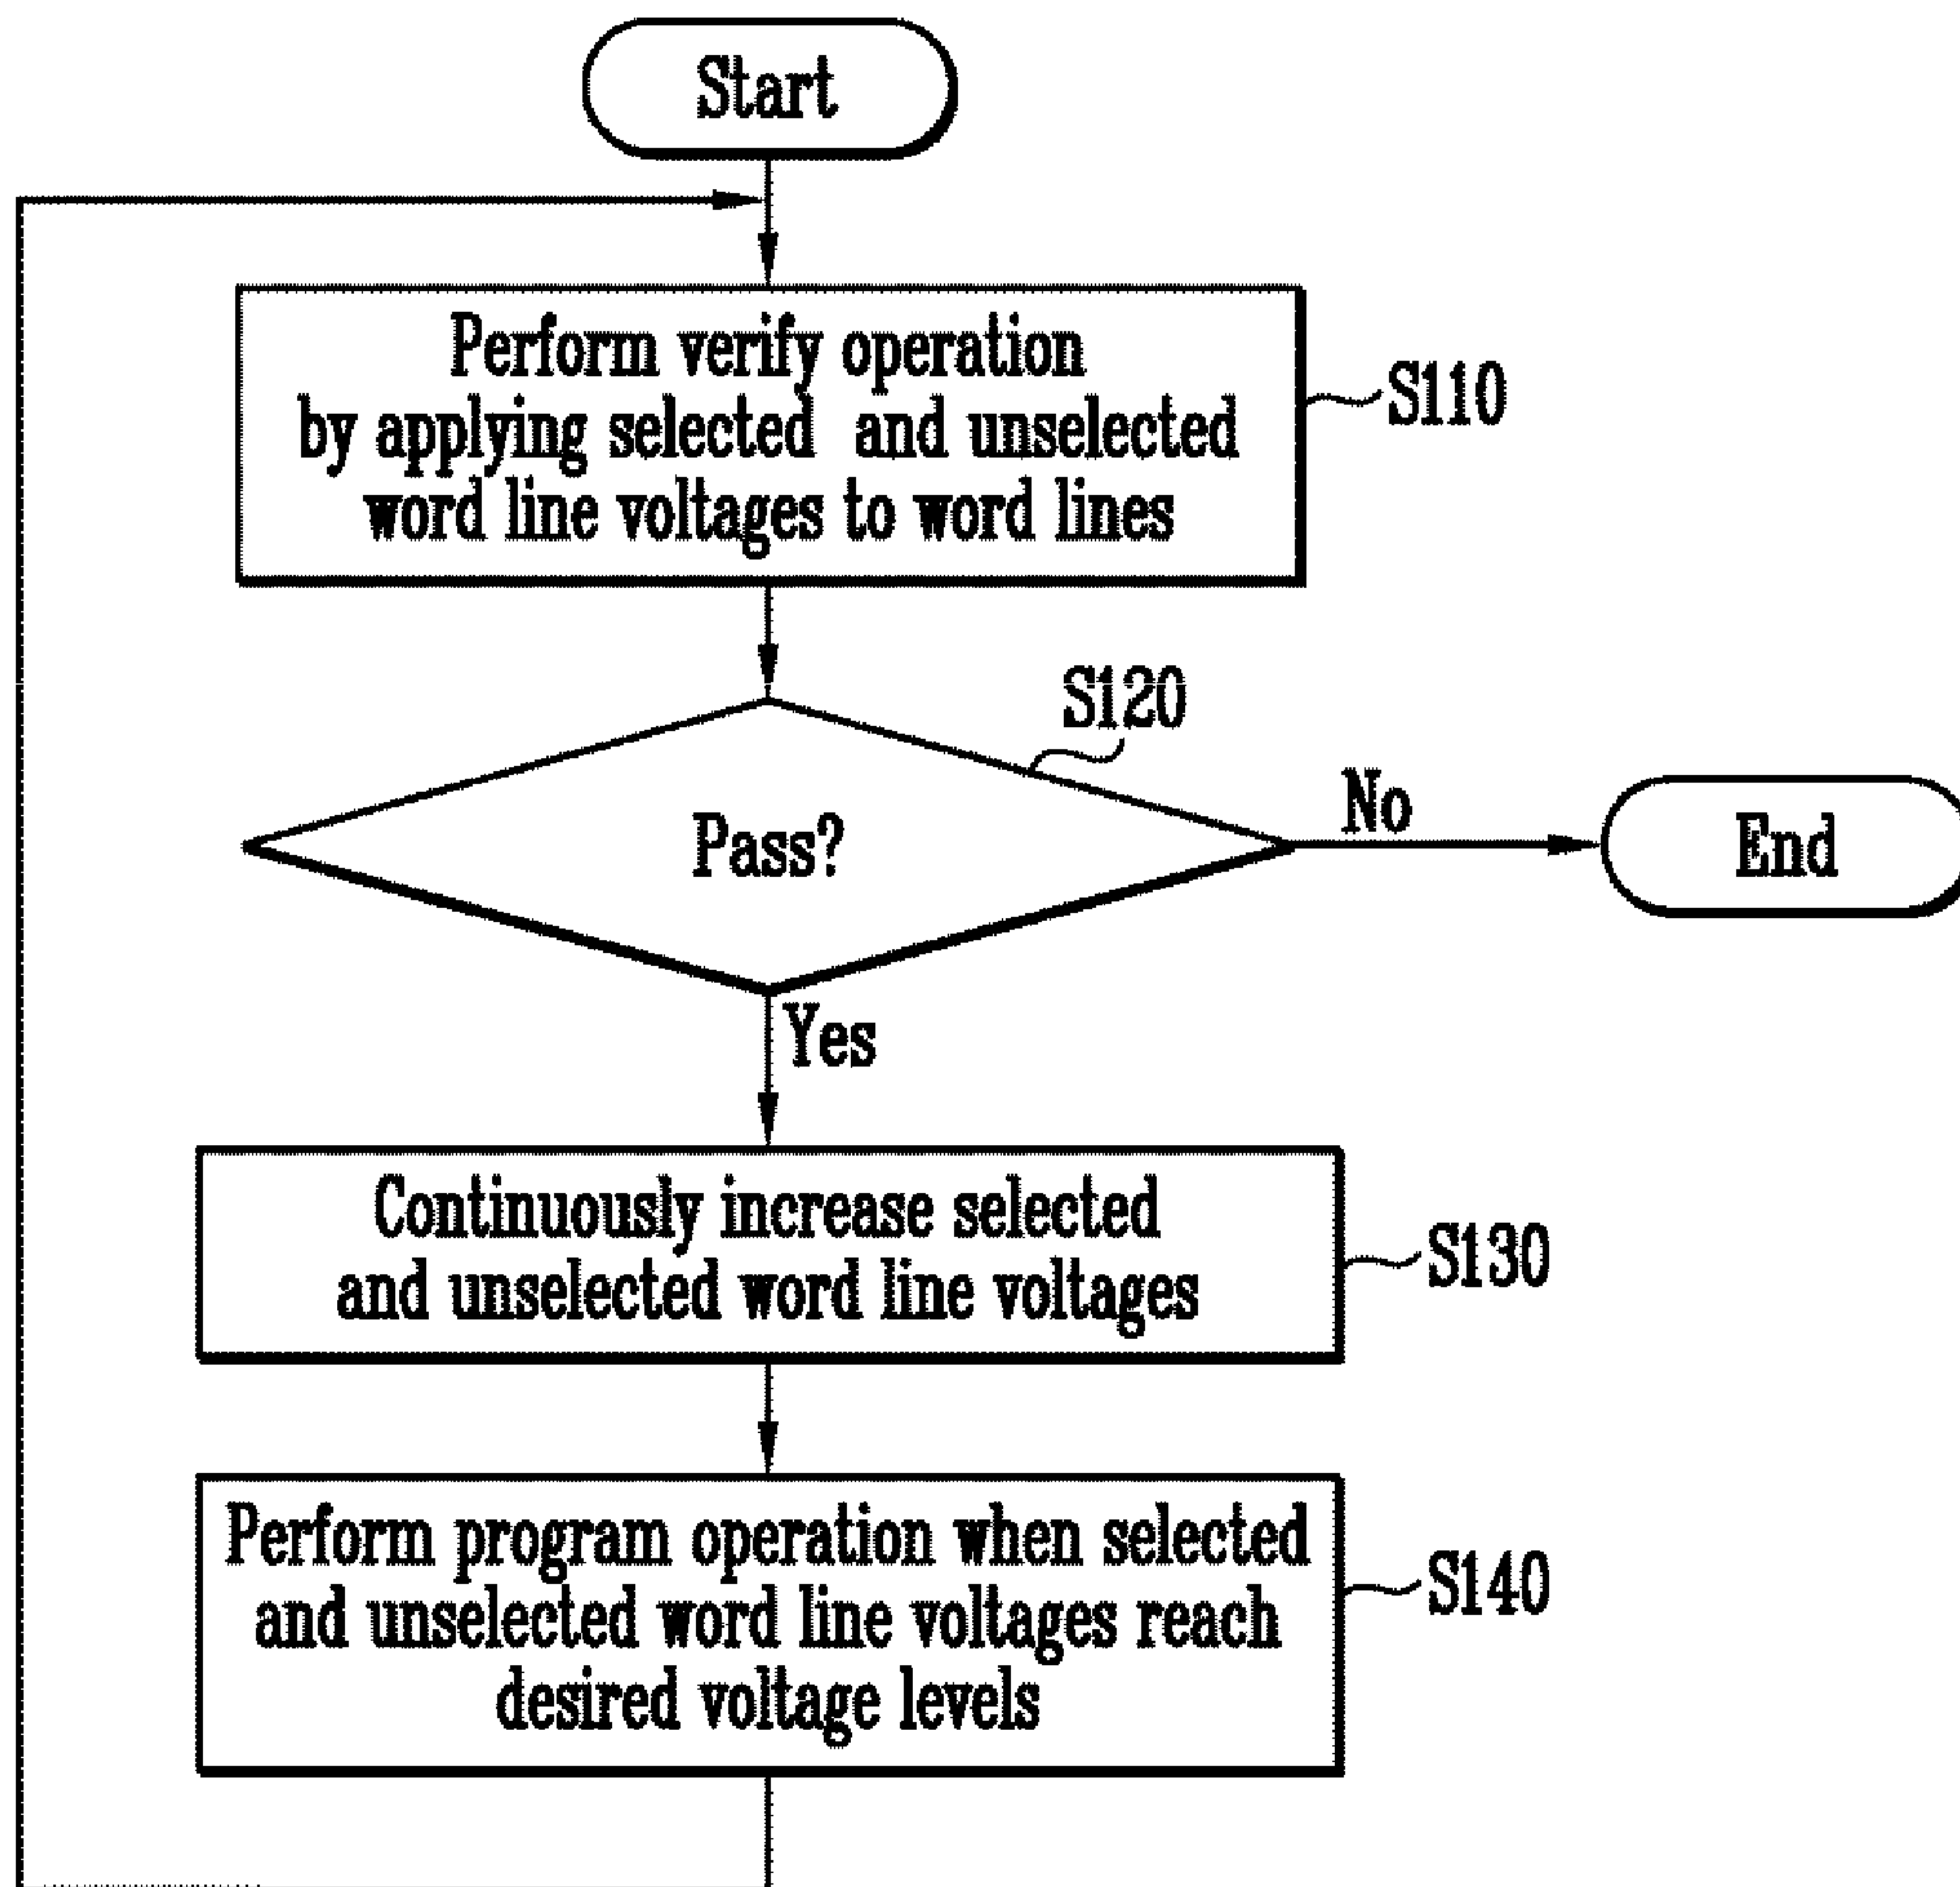 Start
Perform verify operation
by applying selected and unselected
word line voltages to word lines
S110
S120
Pass?
No
End
Yes
Continuously increase selected
and unselected word line voltages
S130
Perform program operation when selected
and unselected word line voltages reach
desired voltage levels
S140